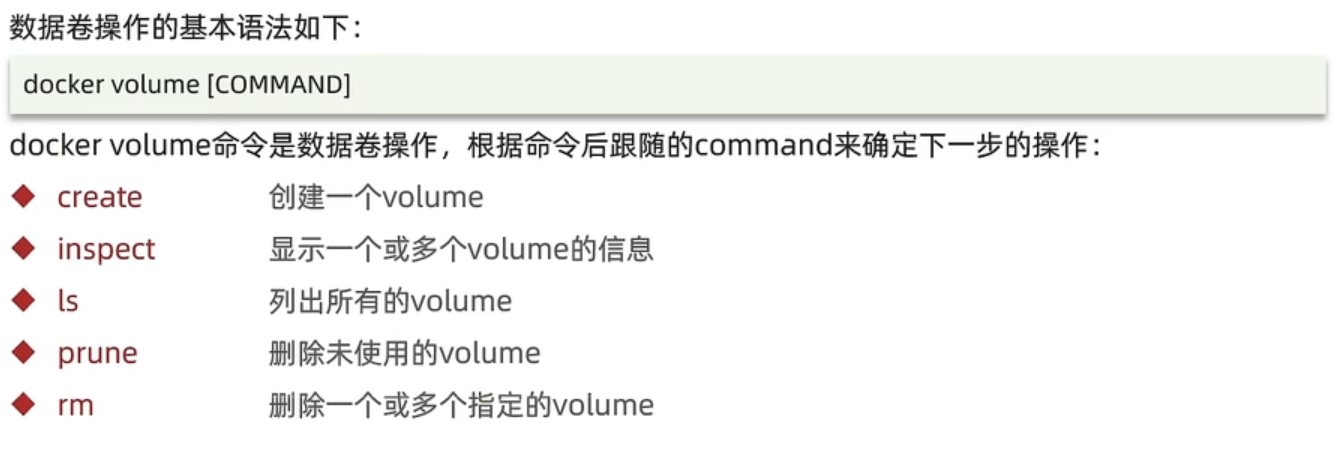 数据卷操作的基本语法如下：
docker volume [COMMAND]
docker volume命令是数据卷操作，根据命令后跟随的command来确定下一步的操作：
create 创建一个volume
inspect 显示一个或多个volume的信息
ls 列出所有的volume
prune 删除未使用的volume
rm 删除一个或多个指定的volume